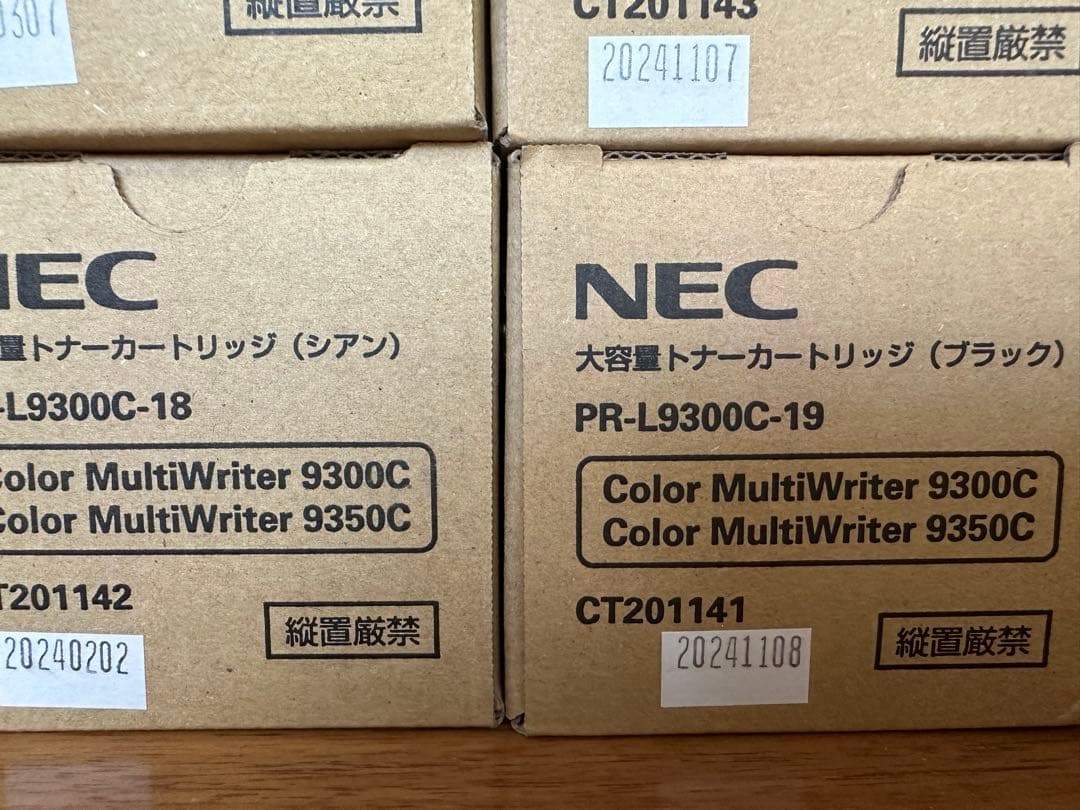 0307
縦置厳禁
CT201143
20241107
縦置厳禁
NEC
量トナーカートリッジ（シアン）
-L9300C-18
Color MultiWriter 9300C
Color MultiWriter 9350C
T201142
20240202
縦置厳禁
NEC
大容量トナーカートリッジ（ブラック）
PR-L9300C-19
Color MultiWriter 9300C
Color MultiWriter 9350C
CT201141
20241108
縦置厳禁